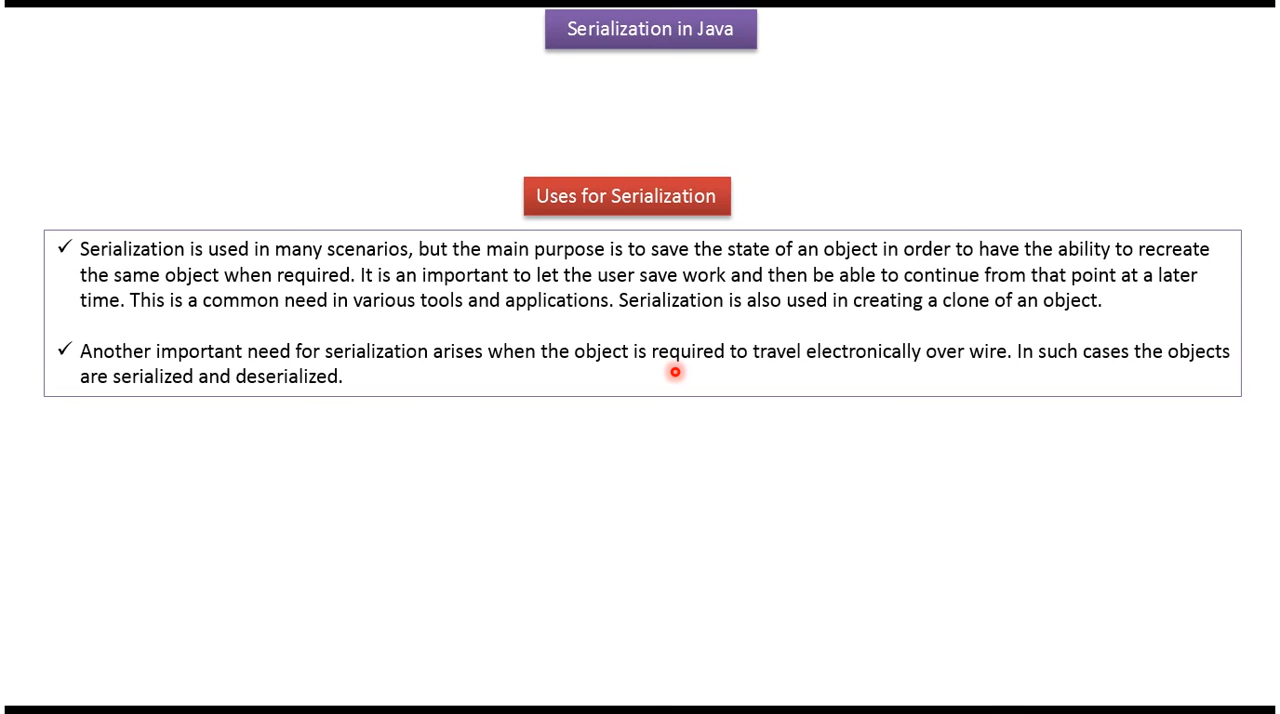 Serialization in Java
Uses for Serialization
✓ Serialization is used in many scenarios, but the main purpose is to save the state of an object in order to have the ability to recreate
the same object when required. It is an important to let the user save work and then be able to continue from that point at a later
time. This is a common need in various tools and applications. Serialization is also used in creating a clone of an object.
✓ Another important need for serialization arises when the object is required to travel electronically over wire. In such cases the objects
are serialized and deserialized.